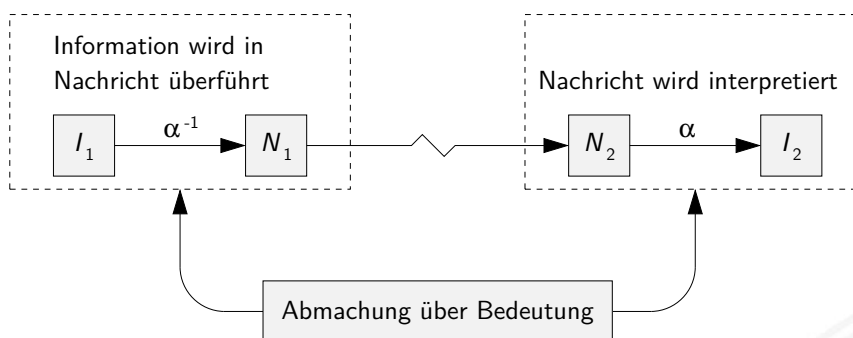 Information wird in
Nachricht überführt
Nachricht wird interpretiert
I₁ α⁻¹ N₁ N₂ α I₂
Abmachung über Bedeutung